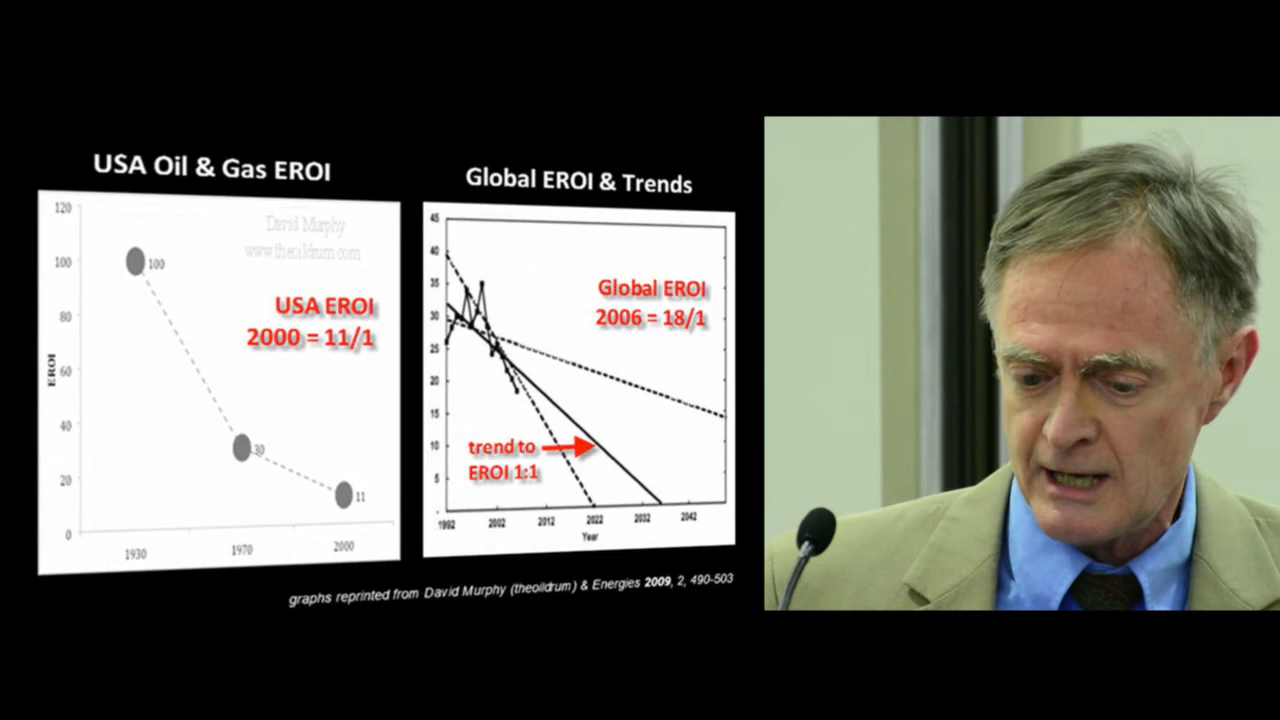 USA Oil & Gas EROI
120
100
80
60
40
20
0
EROI
100
30
11
1930
1970
2000
David Murphy
www.theoildrum.com
USA EROI
2000 = 11/1
Global EROI & Trends
45
40
35
30
25
20
15
10
5
1992
2002
2012
2022
2032
2042
Year
Global EROI
2006 = 18/1
trend to
EROI 1:1
graphs reprinted from David Murphy (theoildrum) & Energies 2009, 2, 490-503